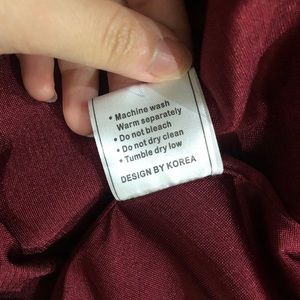 • Machine wash
Warm separately
• Do not bleach
• Do not dry clean
• Tumble dry low
DESIGN BY KOREA